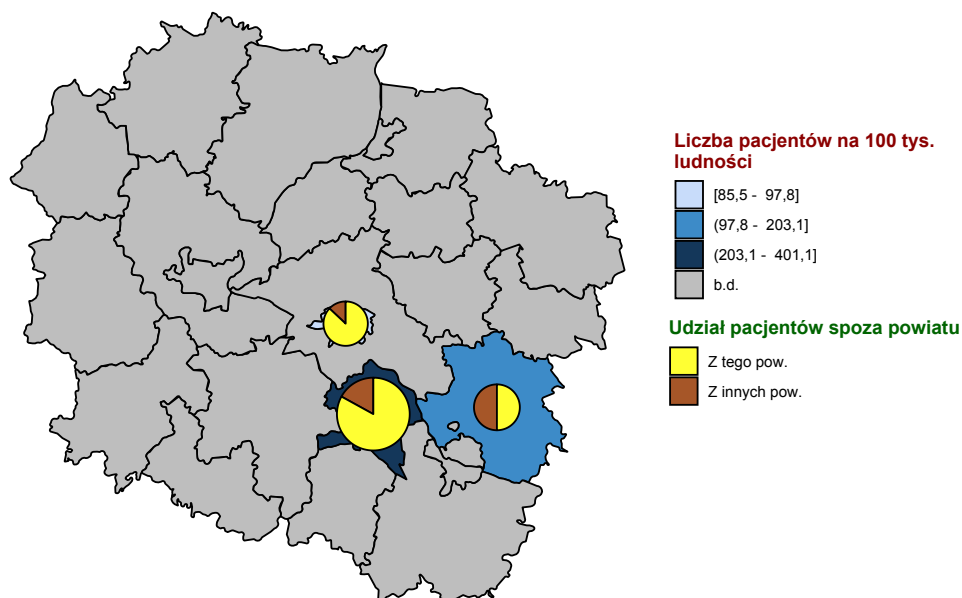 Liczba pacjentów na 100 tys.
ludności
[85,5 - 97,8]
(97,8 - 203,1]
(203,1 - 401,1]
b.d.
Udział pacjentów spoza powiatu
Z tego pow.
Z innych pow.